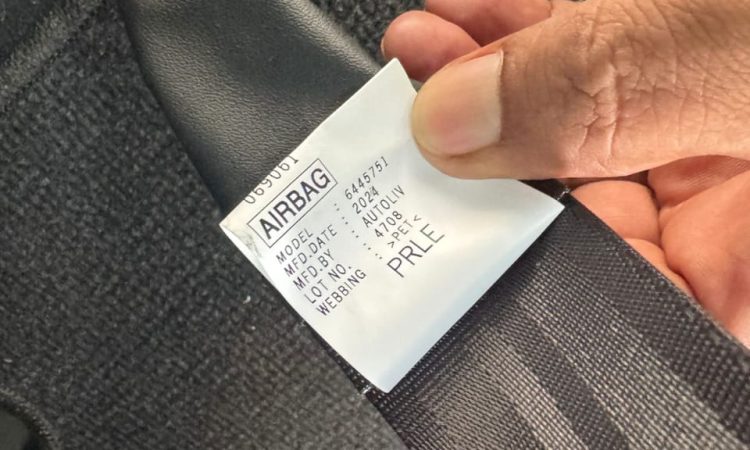 069061
AIRBAG
MODEL : 6445751
MFD.DATE : 2024
MFD.BY : AUTOLIV
LOT NO. : 4708
WEBBING : >PET<
PRLE